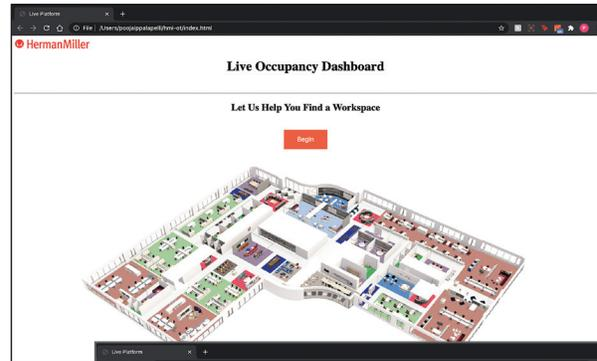 Live Platform
File | /Users/poojaippalapelli/hmi-ot/index.html
HermanMiller
Live Occupancy Dashboard
Let Us Help You Find a Workspace
Begin
Live Platform